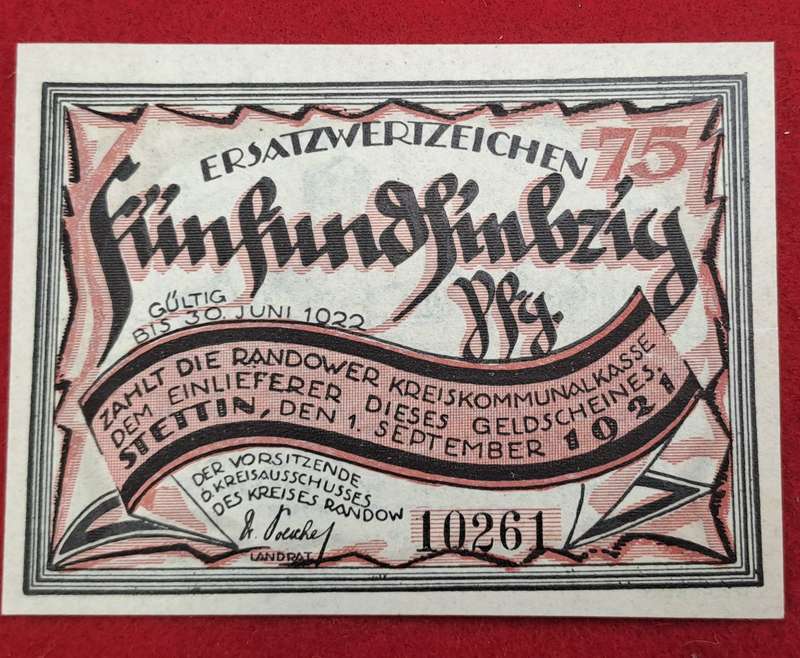 ERSATZWERTZEICHEN 75
Fünfundsiebzig
Pfg.
GÜLTIG
BIS 30. JUNI 1922
ZAHLT DIE RANDOWER KREISKOMMUNALKASSE
DEM EINLIEFERER DIESES GELDSCHEINES.
STETTIN, DEN 1. SEPTEMBER 1921
DER VORSITZENDE
D. KREISAUSSCHUSSES
DES KREISES RANDOW
LANDRAT
10261